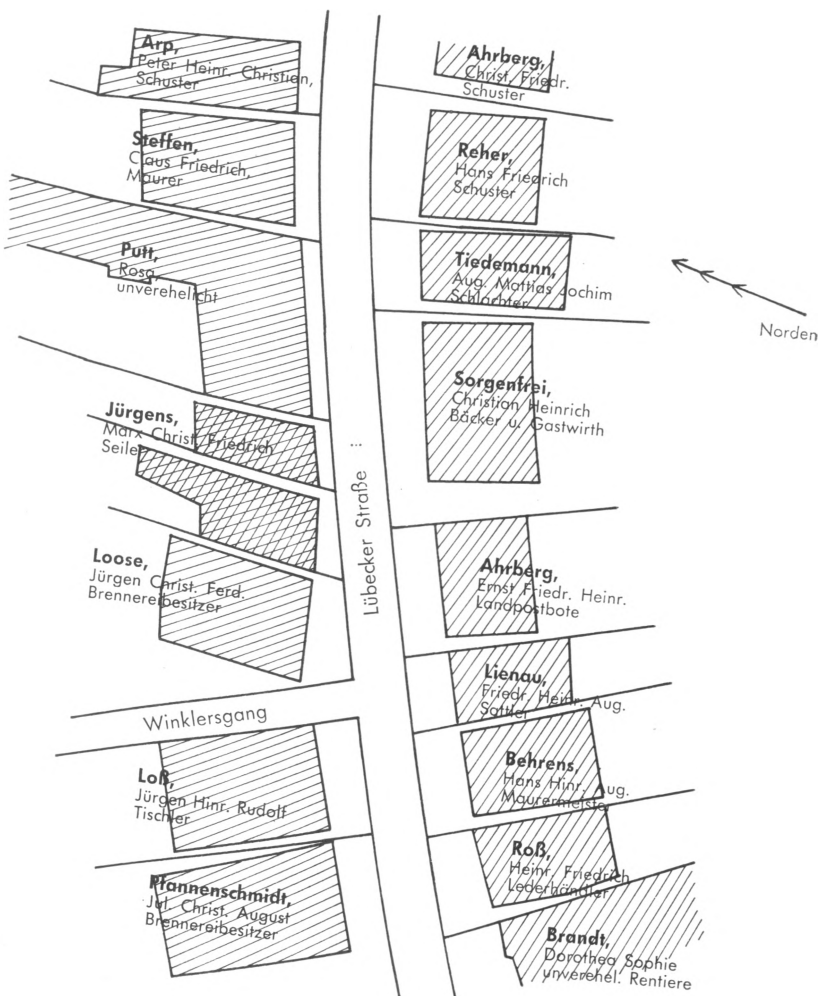 Arp,
Peter Heinr. Christian,
Schuster
Steffen,
Claus Friedrich,
Maurer
Putt,
Rosa,
unverehelicht
Jürgens,
Marx Christ. Friedrich
Seiler
Loose,
Jürgen Christ. Ferd.
Brennereibesitzer
Winklersgang
Loß,
Jürgen Hinr. Rudolf
Tischler
Pfannenschmidt,
Jul. Christ. August
Brennereibesitzer
Lübecker Straße
Ahrberg,
Christ. Friedr.
Schuster
Reher,
Hans Friedrich
Schuster
Tiedemann,
Aug. Mattias Jochim
Schlachter
Norden
Sorgenfrei,
Christian Heinrich
Bäcker u. Gastwirth
Ahrberg,
Ernst Friedr. Heinr.
Landpostbote
Lienau,
Friedr. Heinr. Aug.
Sattler
Behrens,
Hans Hinr. Aug.
Maurermeister
Roß,
Heinr. Friedrich
Lederhändler
Brandt,
Dorothea Sophie
unverehel. Rentiere